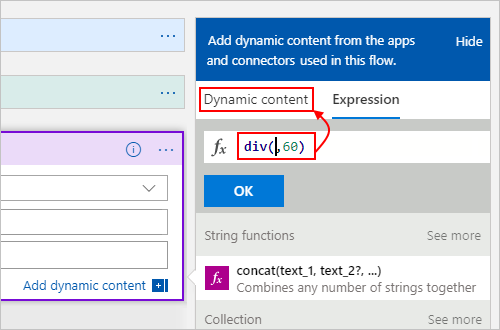 Add dynamic content from the apps
and connectors used in this flow.
Hide
Dynamic content
Expression
fx
div(,60)
OK
String functions
See more
fx
concat(text_1, text_2?, ...)
Combines any number of strings together
Collection
See more
Add dynamic content